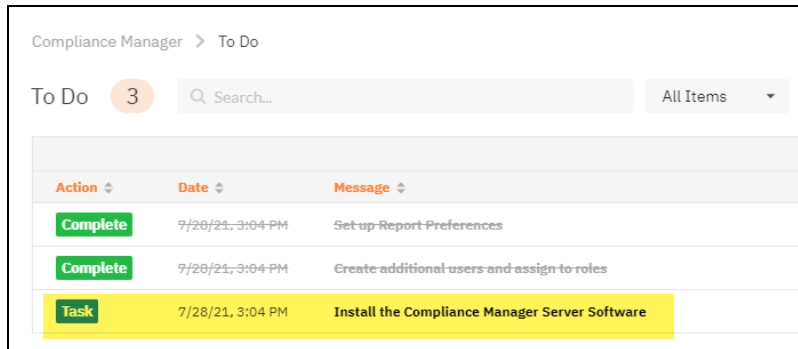 Compliance Manager > To Do
To Do 3 Search... All Items
Action Date Message
Complete 7/28/21, 3:04 PM Set up Report Preferences
Complete 7/28/21, 3:04 PM Create additional users and assign to roles
Task 7/28/21, 3:04 PM Install the Compliance Manager Server Software